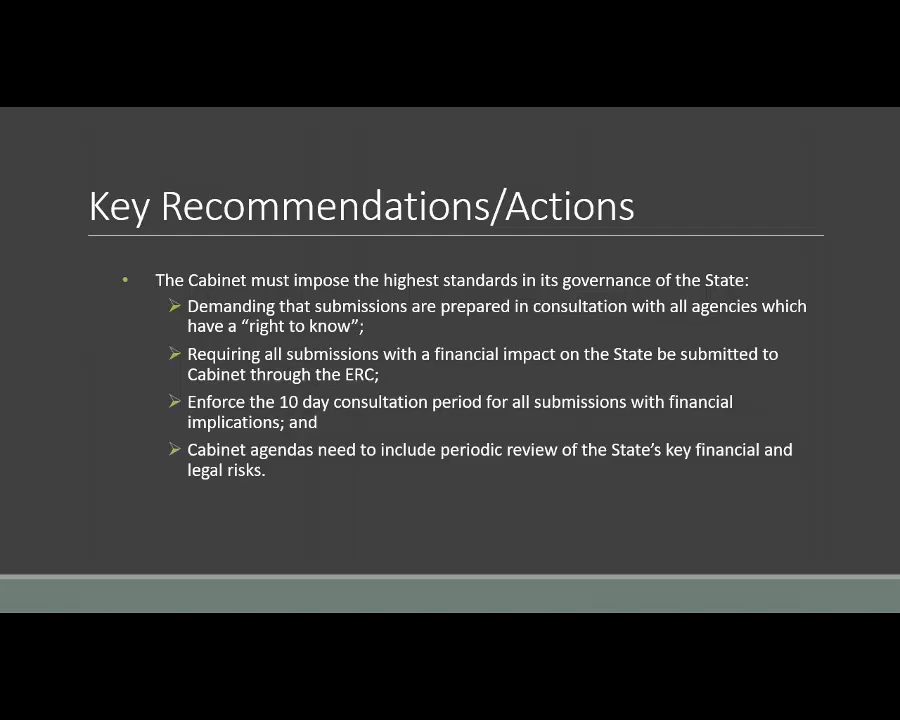 Key Recommendations/Actions
• The Cabinet must impose the highest standards in its governance of the State:
➢ Demanding that submissions are prepared in consultation with all agencies which
have a “right to know”;
➢ Requiring all submissions with a financial impact on the State be submitted to
Cabinet through the ERC;
➢ Enforce the 10 day consultation period for all submissions with financial
implications; and
➢ Cabinet agendas need to include periodic review of the State’s key financial and
legal risks.